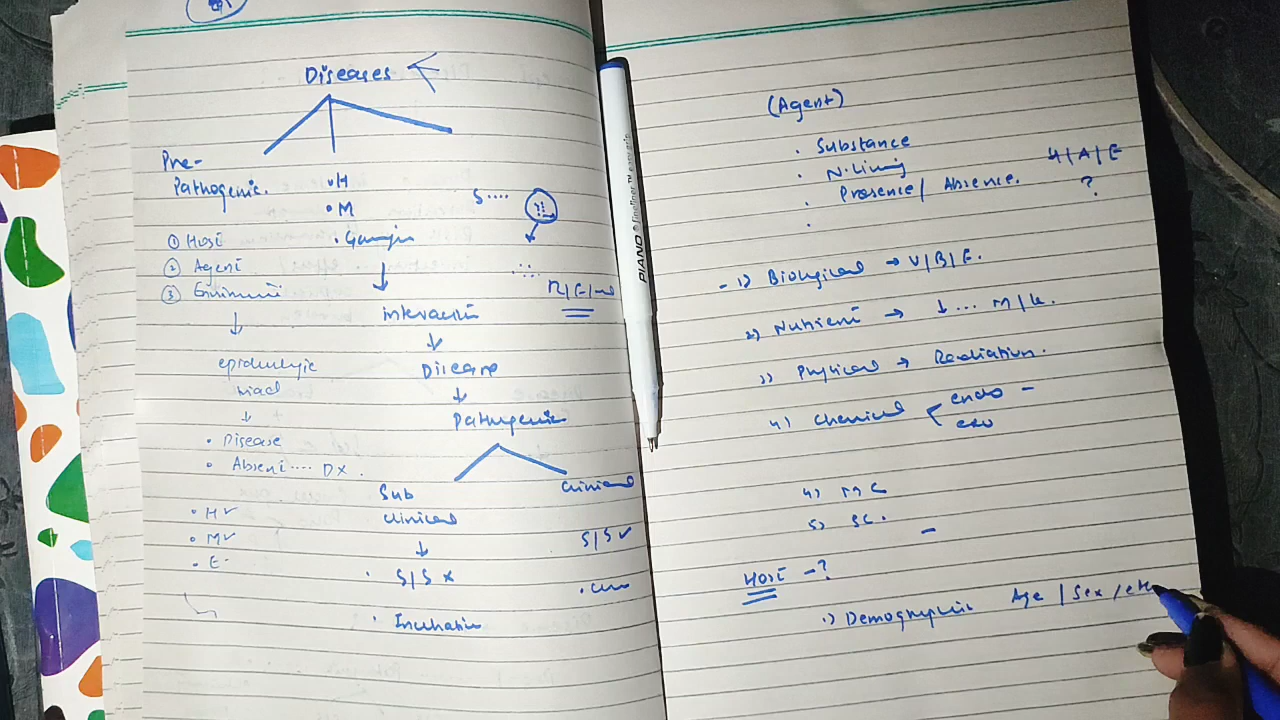 Diseases
Pre-
Pathogenic.
• H
• M
① Host
② Agent
③
interaction
epidemiologic
triad
Disease
• Disease
Pathogenic
• Absent .... DX.
Sub
clinical
Clinical
• H✓
• M✓
• E-
S/S ✓
• S/S x
• Incubation
S....
PIANO
(Agent)
• Substance
• N. Living
• Presence/ Absence.
H/A/E
?
- 1) Biological → V/B/F.
2) Nutrient → ↓ ... M/
3) Physical → Radiation.
4) Chemical endo -
exo
4) MC
5) SC. -
Host - ?
1) Demographic Age / Sex / eth